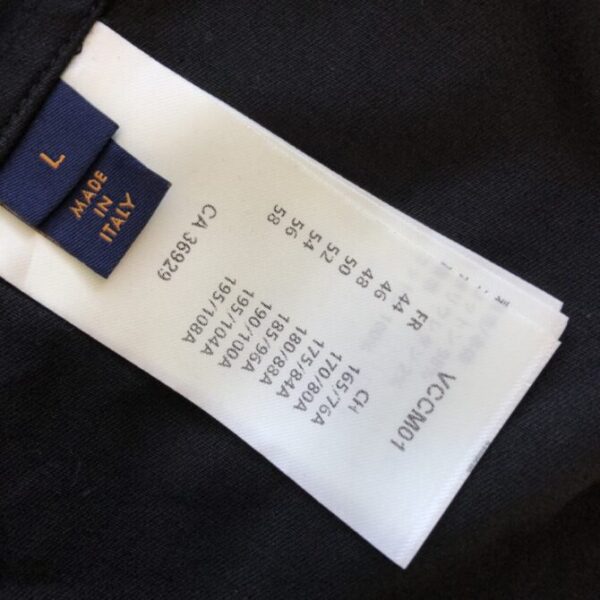 L
MADE
IN
ITALY
VCCM01
FR CH
44 165/76A
46 170/80A
48 175/84A
50 180/88A
52 185/96A
54 190/100A
56 195/104A
58 195/108A
CA 36929